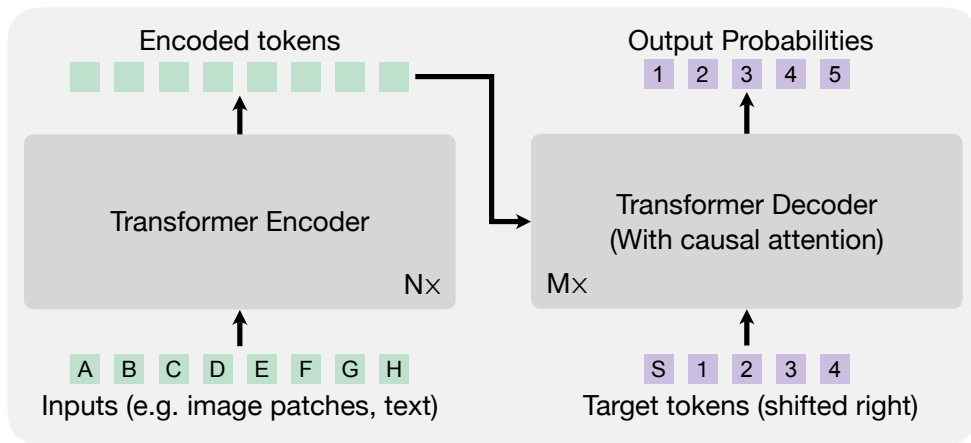 Encoded tokens
Output Probabilities
1 2 3 4 5
Transformer Encoder
N×
Transformer Decoder
(With causal attention)
M×
A B C D E F G H
Inputs (e.g. image patches, text)
S 1 2 3 4
Target tokens (shifted right)